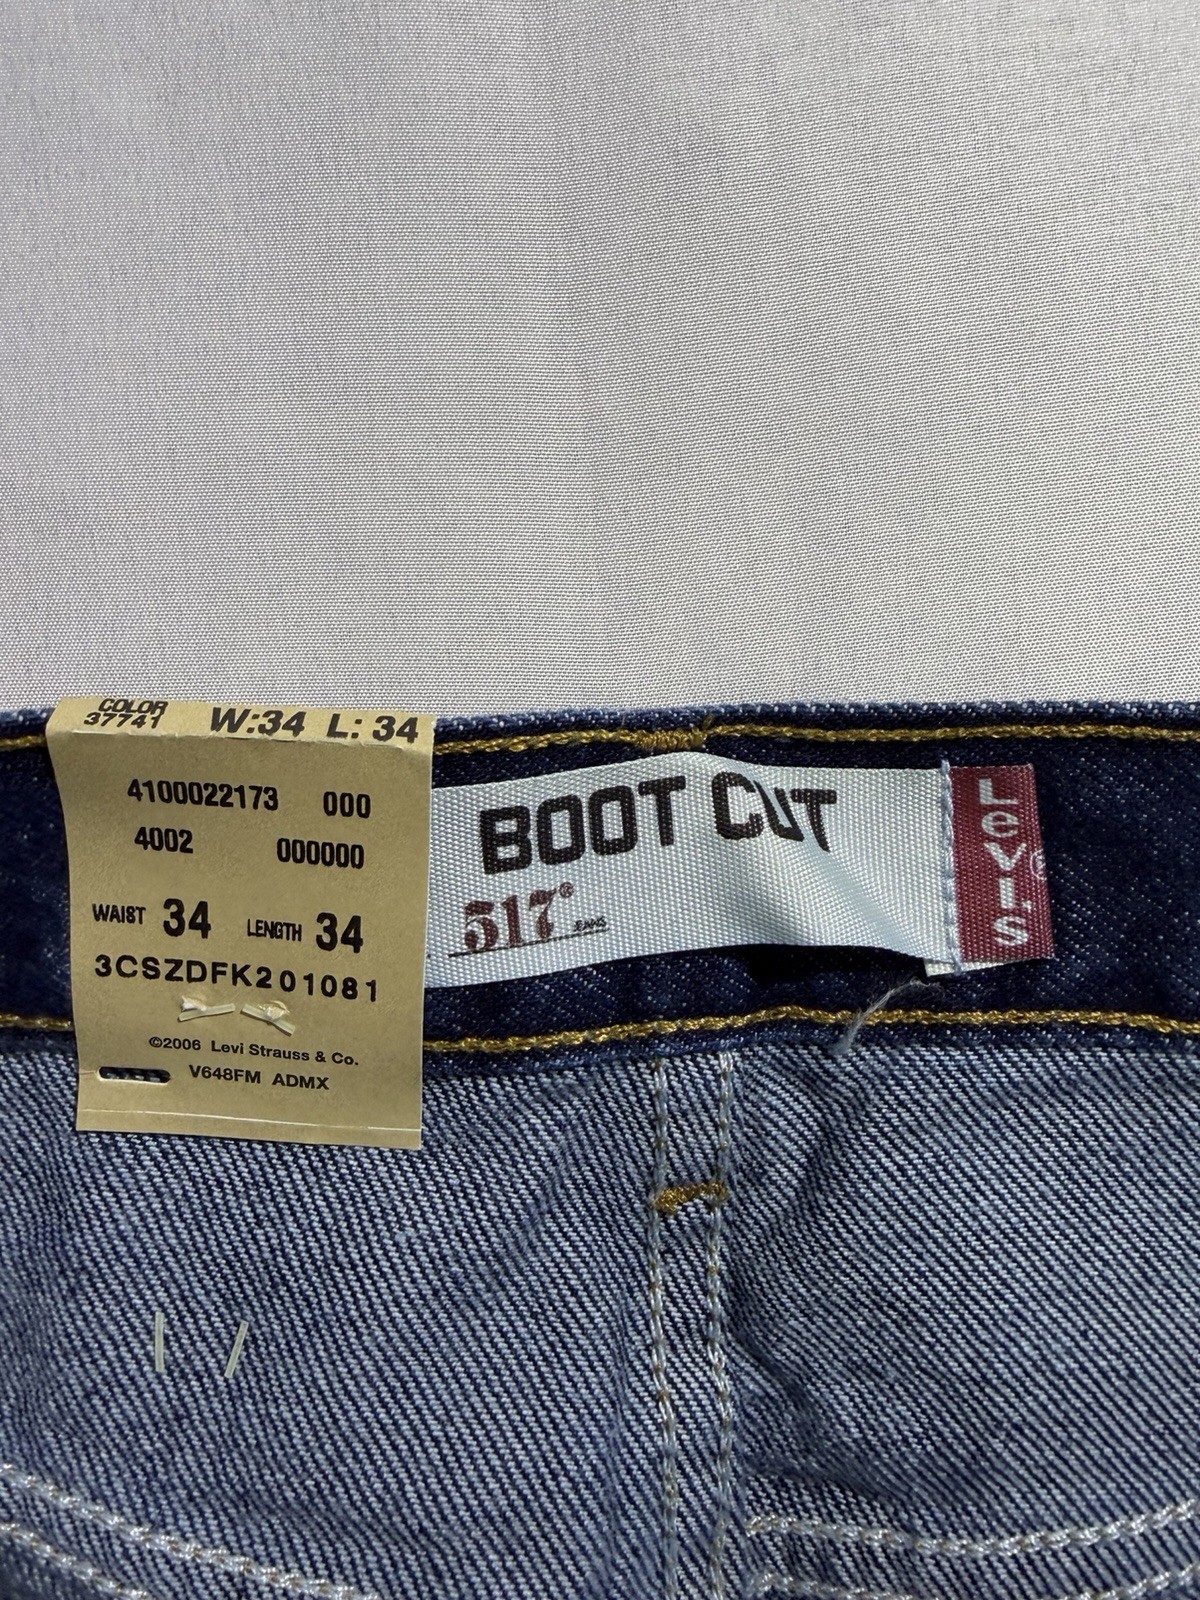 COLOR
37741
W:34 L: 34
4100022173 000
4002 000000
WAIST 34 LENGTH 34
3CSZDFK201081
©2006 Levi Strauss & Co.
V648FM ADMX
BOOT CUT
517® JEANS
LEVI'S®